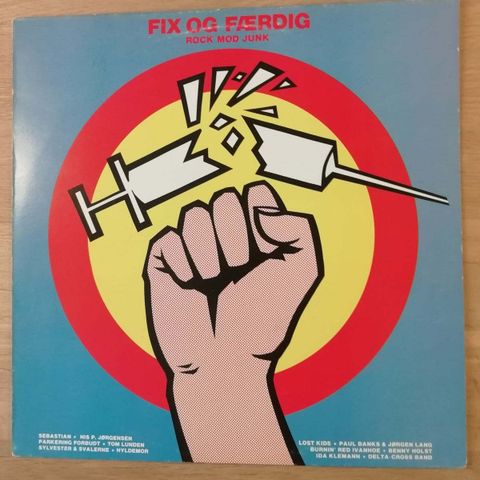 FIX OG FÆRDIG
ROCK MOD JUNK
SEBASTIAN • NIS P. JØRGENSEN
PARKERING FORBUDT • TOM LUNDEN
SYLVESTER & SVALERNE • HYLDEMOR
LOST KIDS • PAUL BANKS & JØRGEN LANG
BURNIN' RED IVANHOE • BENNY HOLST
IDA KLEMANN • DELTA-CROSS BAND